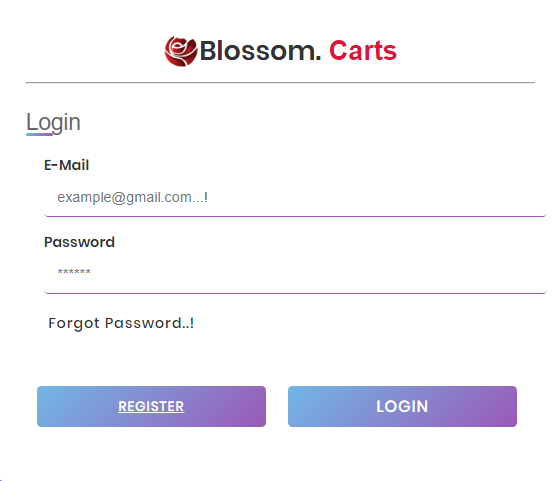 Blossom. Carts
Login
E-Mail
example@gmail.com...!
Password
******
Forgot Password..!
REGISTER
LOGIN